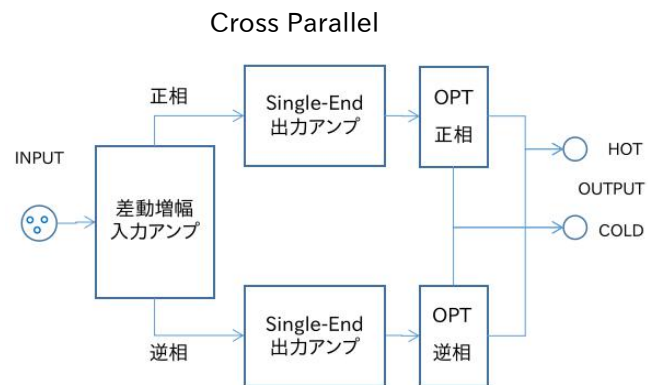 Cross Parallel
正相
Single-End
出力アンプ
OPT
正相
INPUT
差動増幅
入力アンプ
HOT
OUTPUT
COLD
逆相
Single-End
出力アンプ
OPT
逆相